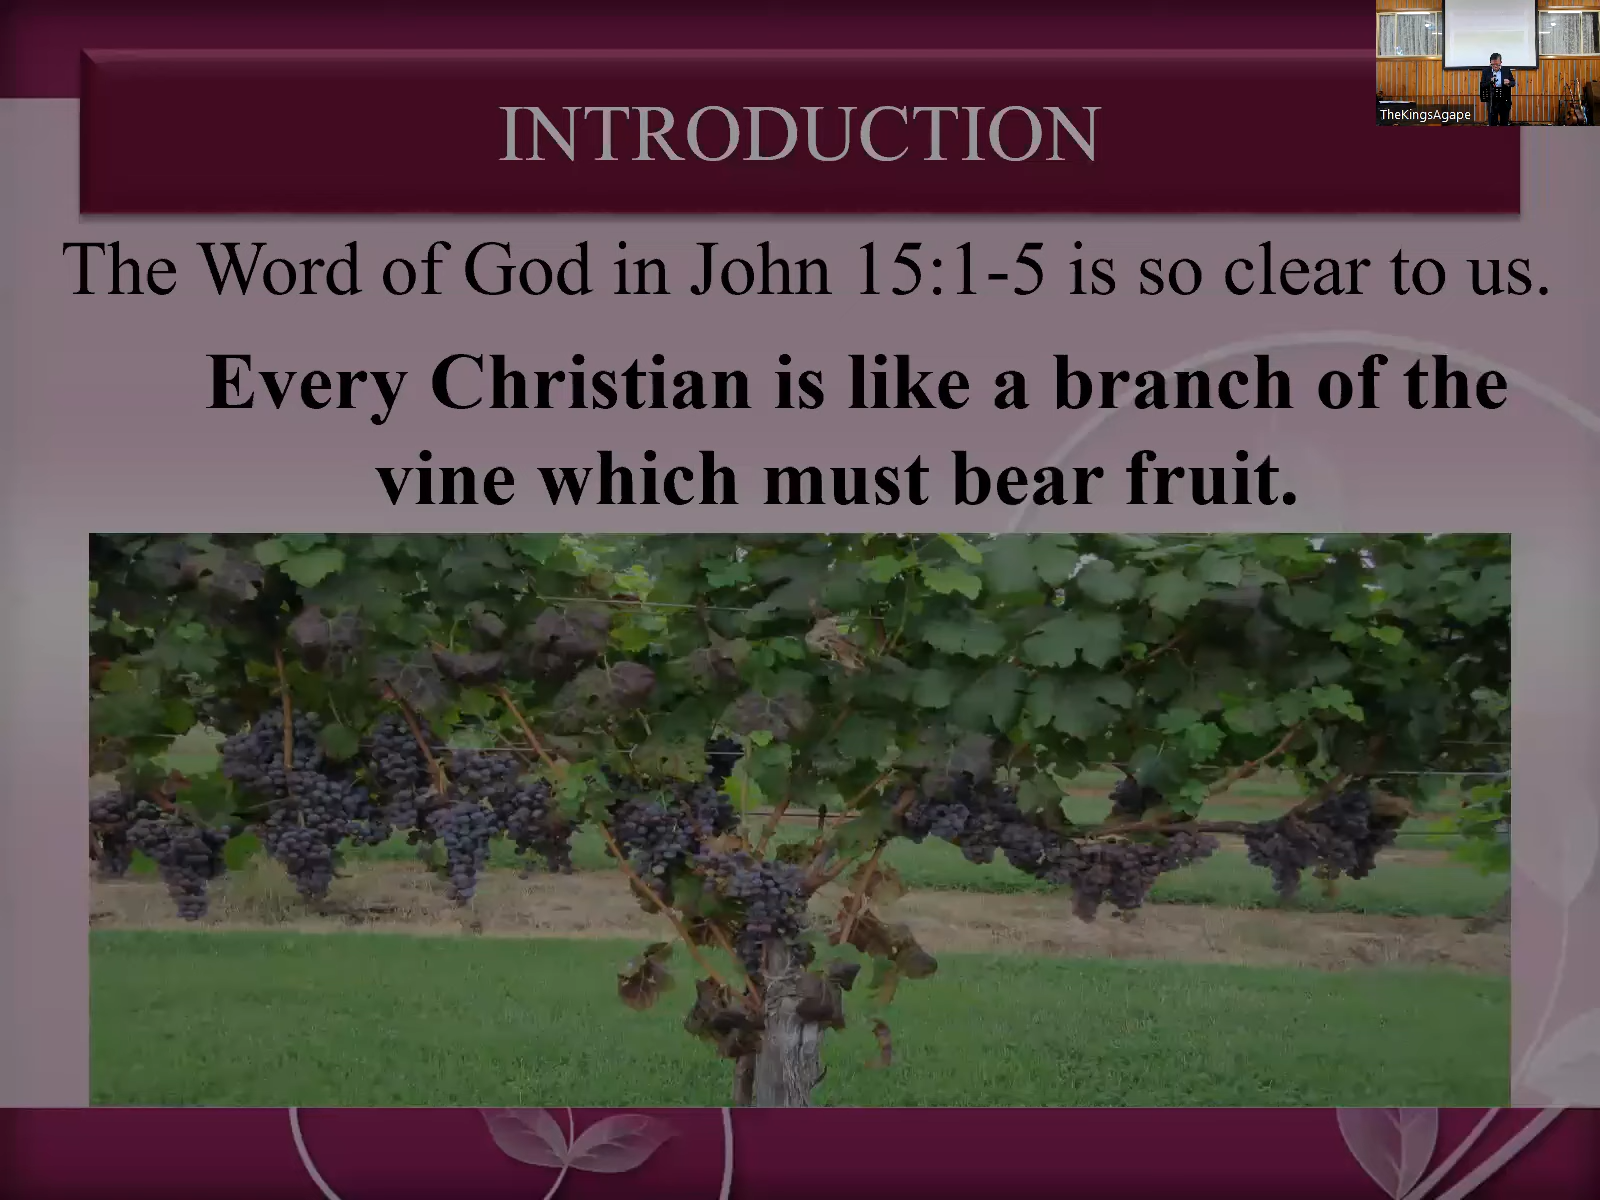 TheKingsAgape
INTRODUCTION
The Word of God in John 15:1-5 is so clear to us.
Every Christian is like a branch of the
vine which must bear fruit.